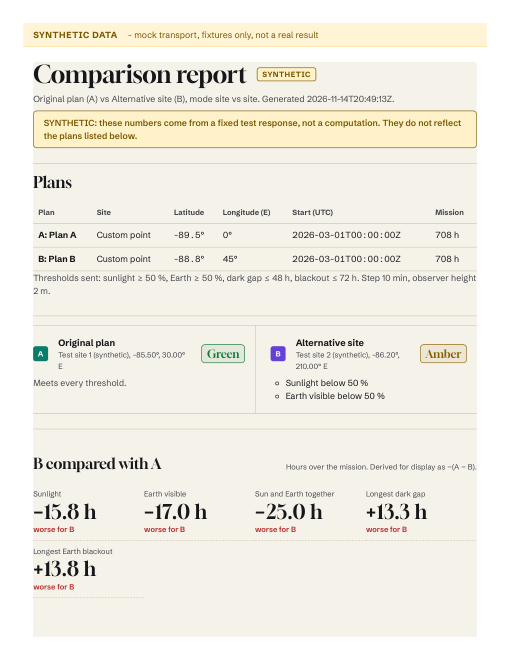 SYNTHETIC DATA – mock transport, fixtures only, not a real result
Comparison report SYNTHETIC
Original plan (A) vs Alternative site (B), mode site vs site. Generated 2026-11-14T20:49:13Z.
SYNTHETIC: these numbers come from a fixed test response, not a computation. They do not reflect
the plans listed below.
Plans
Plan Site Latitude Longitude (E) Start (UTC) Mission
A: Plan A Custom point -89.5° 0° 2026-03-01T00:00:00Z 708 h
B: Plan B Custom point -88.8° 45° 2026-03-01T00:00:00Z 708 h
Thresholds sent: sunlight ≥ 50 %, Earth ≥ 50 %, dark gap ≤ 48 h, blackout ≤ 72 h. Step 10 min, observer height
2 m.
A Original plan
Test site 1 (synthetic), -85.50°, 30.00°
E
Green
Meets every threshold.
B Alternative site
Test site 2 (synthetic), -86.20°,
210.00° E
Amber
Sunlight below 50 %
Earth visible below 50 %
B compared with A
Hours over the mission. Derived for display as −(A − B).
Sunlight Earth visible Sun and Earth together Longest dark gap
−15.8 h −17.0 h −25.0 h +13.3 h
worse for B worse for B worse for B worse for B
Longest Earth blackout
+13.8 h
worse for B